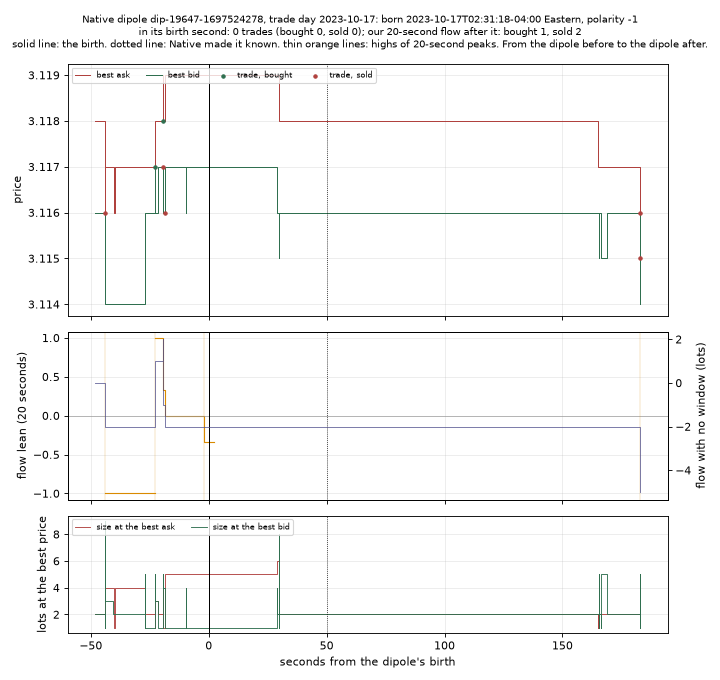 Native dipole dip-19647-1697524278, trade day 2023-10-17: born 2023-10-17T02:31:18-04:00 Eastern, polarity -1
in its birth second: 0 trades (bought 0, sold 0); our 20-second flow after it: bought 1, sold 2
solid line: the birth. dotted line: Native made it known. thin orange lines: highs of 20-second peaks. From the dipole before to the dipole after.
best ask
best bid
trade, bought
trade, sold
3.119
3.118
3.117
3.116
3.115
3.114
price
1.0
0.5
0.0
−0.5
−1.0
flow lean (20 seconds)
2
0
−2
−4
flow with no window (lots)
size at the best ask
size at the best bid
8
6
4
2
lots at the best price
−50
0
50
100
150
seconds from the dipole's birth